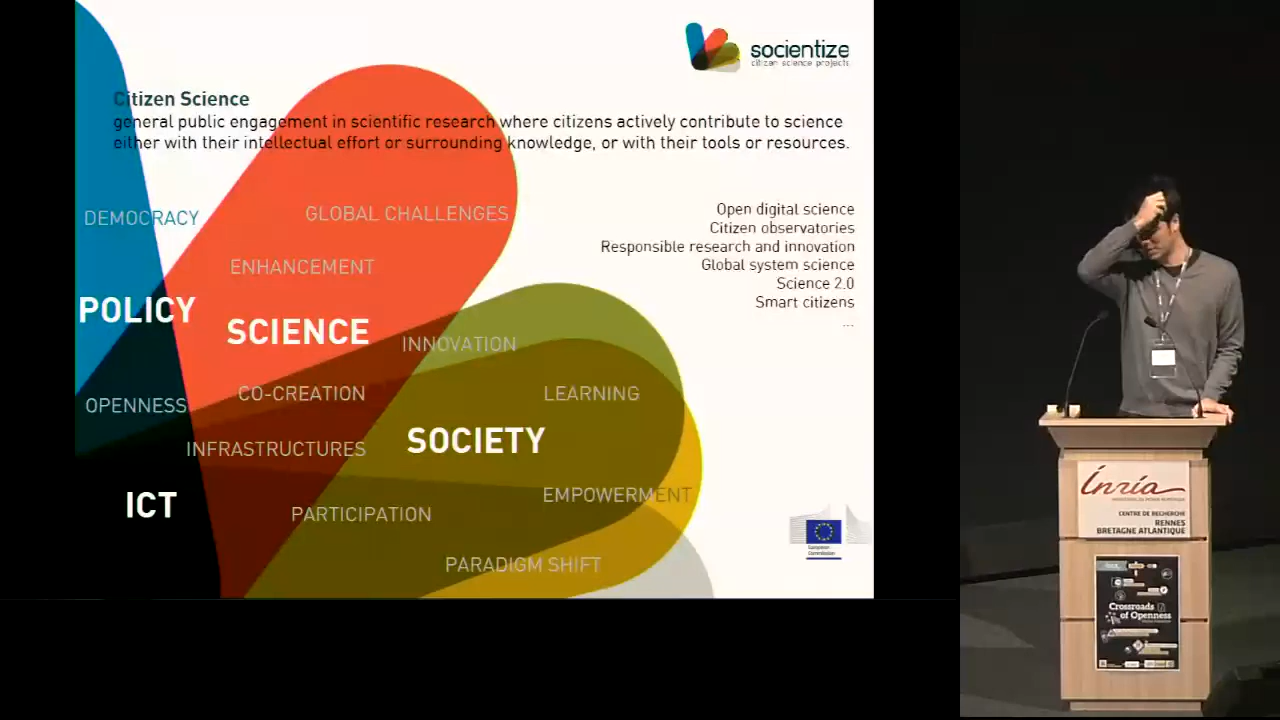 socientize
citizen science projects
Citizen Science
general public engagement in scientific research where citizens actively contribute to science
either with their intellectual effort or surrounding knowledge, or with their tools or resources.
DEMOCRACY
GLOBAL CHALLENGES
ENHANCEMENT
POLICY
SCIENCE
INNOVATION
OPENNESS
CO-CREATION
LEARNING
INFRASTRUCTURES
SOCIETY
ICT
PARTICIPATION
EMPOWERMENT
PARADIGM SHIFT
Open digital science
Citizen observatories
Responsible research and innovation
Global system science
Science 2.0
Smart citizens
...
European
Commission
Inria
CENTRE DE RECHERCHE
RENNES
BRETAGNE ATLANTIQUE
Crossroads
of Openness